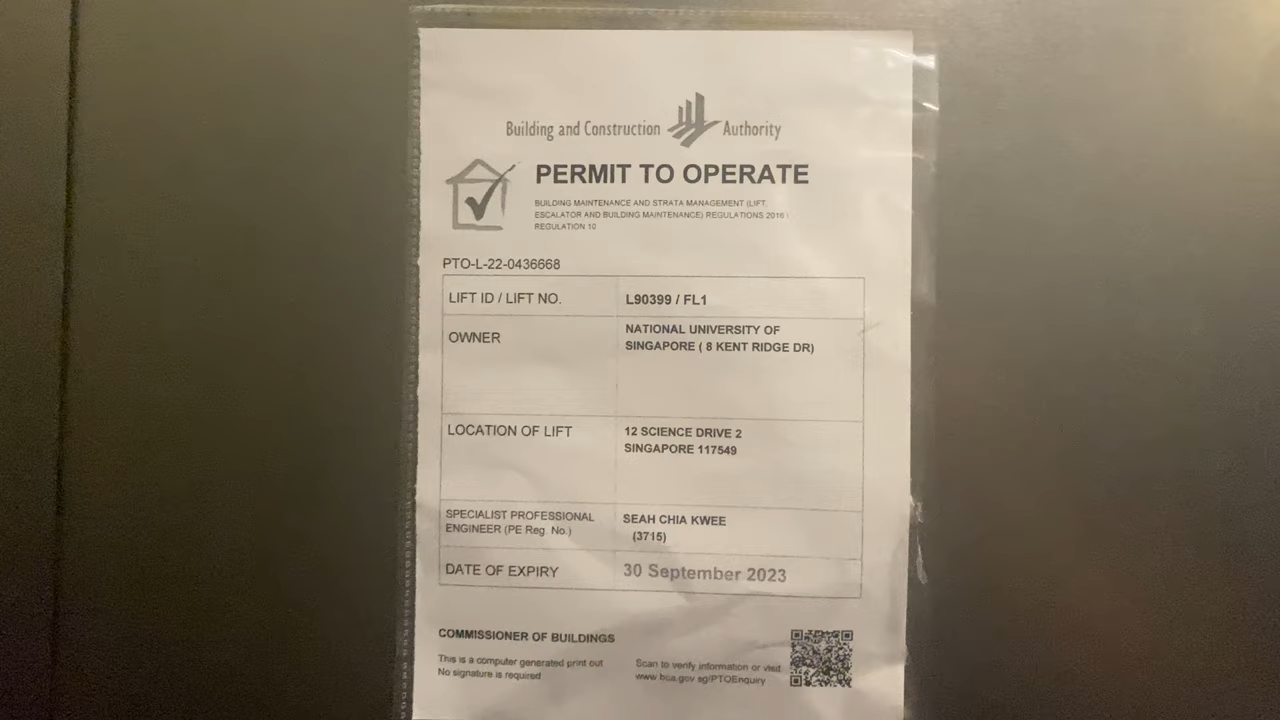 Building and Construction Authority
PERMIT TO OPERATE
BUILDING MAINTENANCE AND STRATA MANAGEMENT (LIFT,
ESCALATOR AND BUILDING MAINTENANCE) REGULATIONS 2016
REGULATION 10
PTO-L-22-0436668
LIFT ID / LIFT NO. L90399 / FL1
OWNER NATIONAL UNIVERSITY OF
SINGAPORE ( 8 KENT RIDGE DR)
LOCATION OF LIFT 12 SCIENCE DRIVE 2
SINGAPORE 117549
SPECIALIST PROFESSIONAL SEAH CHIA KWEE
ENGINEER (PE Reg. No.) (3715)
DATE OF EXPIRY 30 September 2023
COMMISSIONER OF BUILDINGS
This is a computer generated print out Scan to verify information or visit
No signature is required www.bca.gov.sg/PTOEnquiry